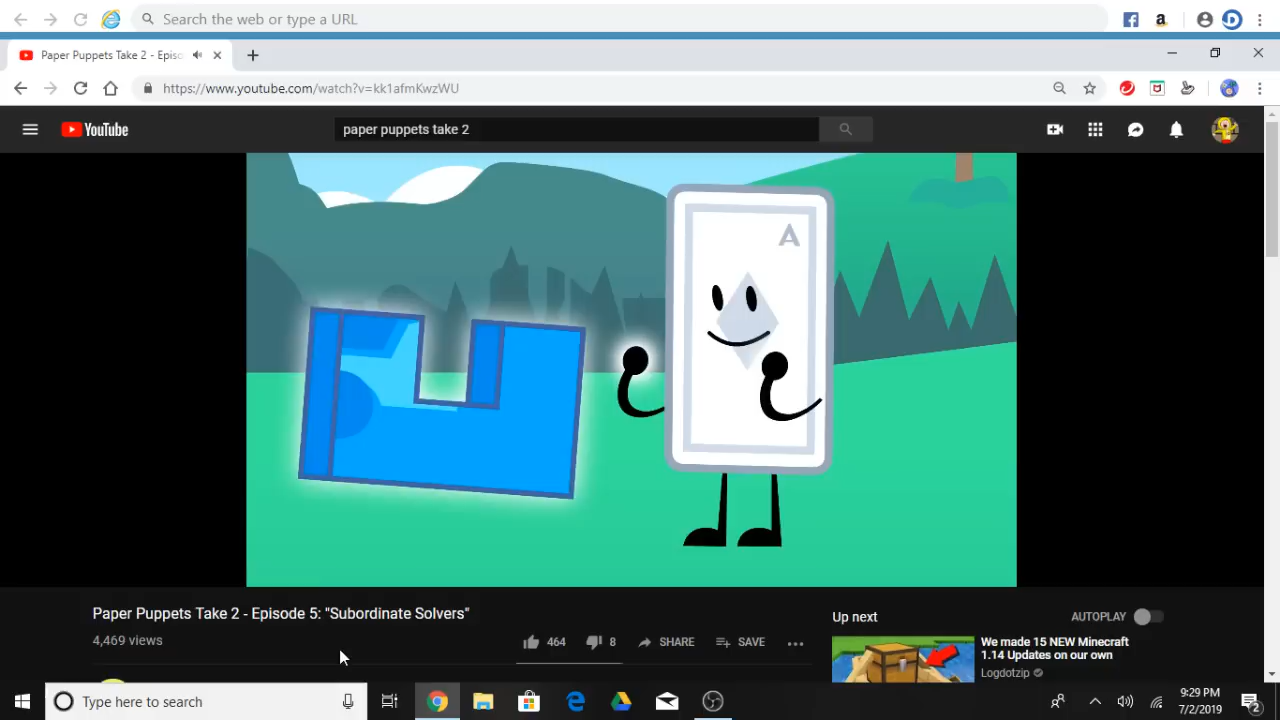 Search the web or type a URL
Paper Puppets Take 2 - Episo
https://www.youtube.com/watch?v=kk1afmKwzWU
YouTube
paper puppets take 2
A
Paper Puppets Take 2 - Episode 5: "Subordinate Solvers"
4,469 views
464
8
SHARE
SAVE
Up next
AUTOPLAY
We made 15 NEW Minecraft
1.14 Updates on our own
Logdotzip
Type here to search
9:29 PM
7/2/2019
2